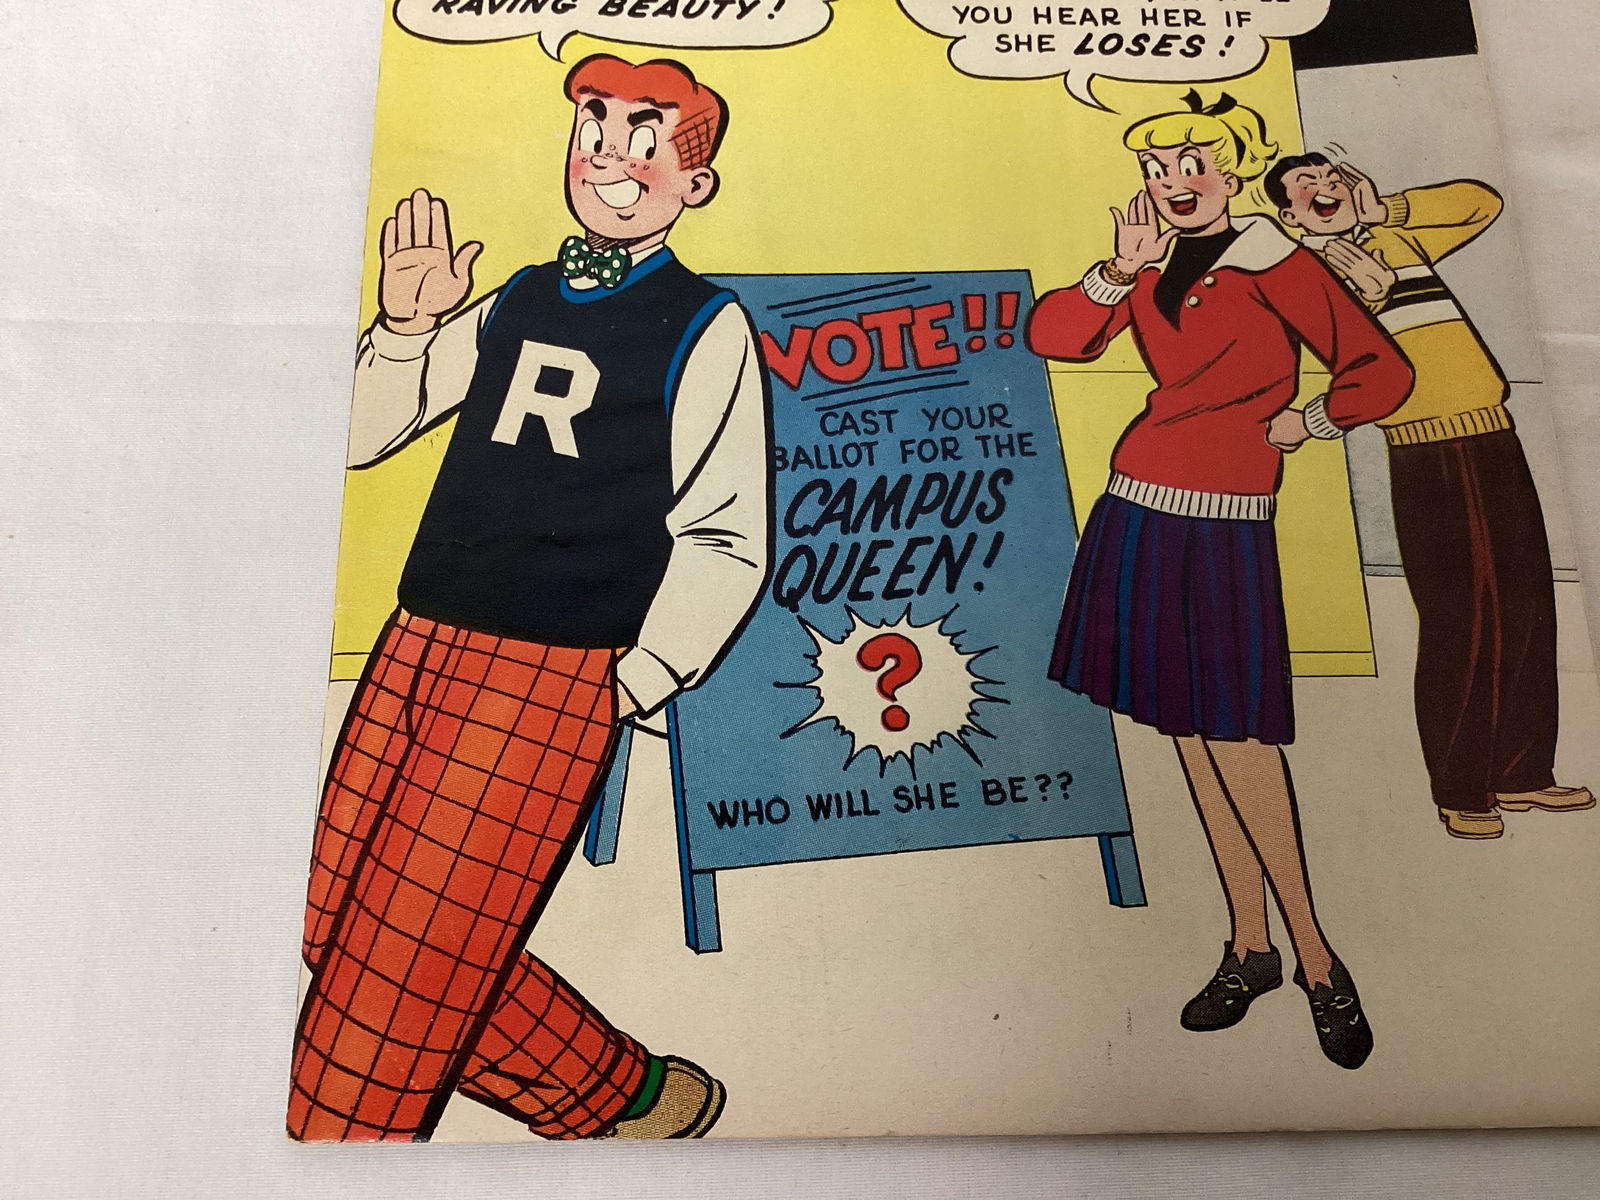 RAVING BEAUTY!
YOU HEAR HER IF
SHE LOSES!
R
VOTE!!
CAST YOUR
BALLOT FOR THE
CAMPUS
QUEEN!
?
WHO WILL SHE BE??